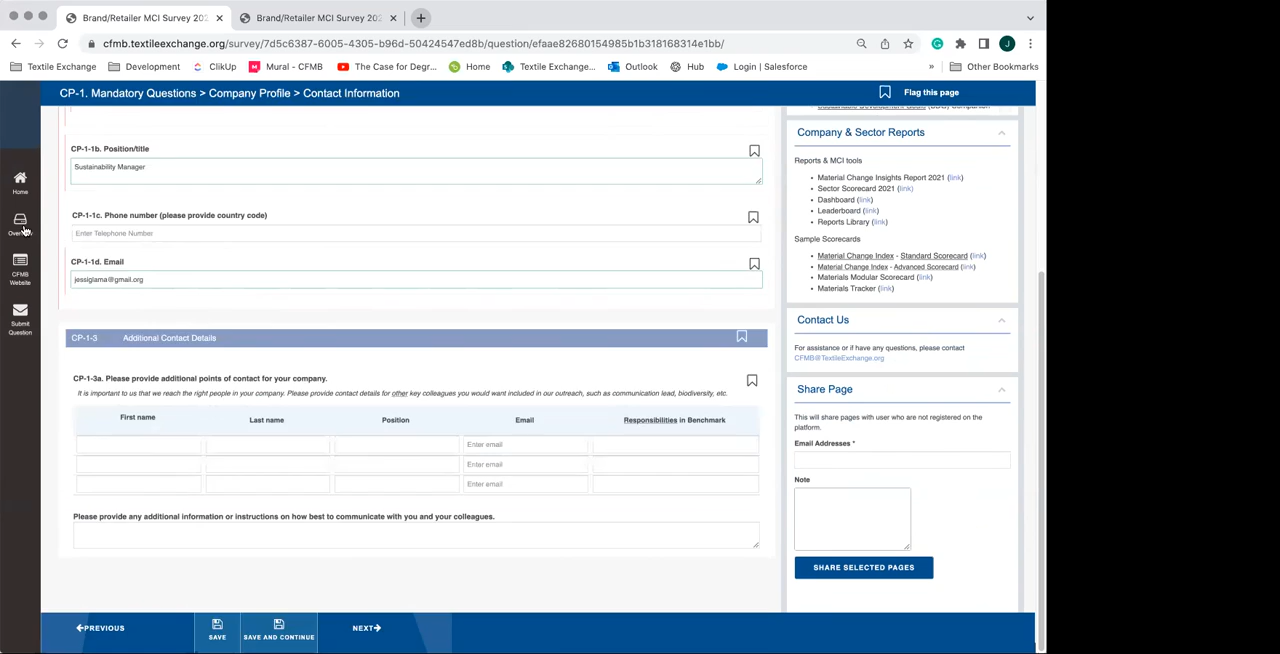 Brand/Retailer MCI Survey 202
Brand/Retailer MCI Survey 202
cfmb.textileexchange.org/survey/7d5c6387-6005-4305-b96d-50424547ed8b/question/efaae82680154985b1b318168314e1bb/
J
Textile Exchange
Development
ClikUp
Mural - CFMB
The Case for Degr...
Home
Textile Exchange...
Outlook
Hub
Login | Salesforce
»
Other Bookmarks
CP-1. Mandatory Questions > Company Profile > Contact Information
Flag this page
Home
CFMB
Website
Submit
Question
CP-1-1b. Position/title
Sustainability Manager
CP-1-1c. Phone number (please provide country code)
Enter Telephone Number
CP-1-1d. Email
jessiglama@gmail.org
CP-1-3 Additional Contact Details
CP-1-3a. Please provide additional points of contact for your company.
It is important to us that we reach the right people in your company. Please provide contact details for other key colleagues you would want included in our outreach, such as communication lead, biodiversity, etc.
First name Last name Position Email Responsibilities in Benchmark
Enter email
Enter email
Enter email
Please provide any additional information or instructions on how best to communicate with you and your colleagues.
PREVIOUS
SAVE
SAVE AND CONTINUE
NEXT
Company & Sector Reports
Reports & MCI tools
• Material Change Insights Report 2021 (link)
• Sector Scorecard 2021 (link)
• Dashboard (link)
• Leaderboard (link)
• Reports Library (link)
Sample Scorecards
• Material Change Index - Standard Scorecard (link)
• Material Change Index - Advanced Scorecard (link)
• Materials Modular Scorecard (link)
• Materials Tracker (link)
Contact Us
For assistance or if have any questions, please contact
CFMB@TextileExchange.org
Share Page
This will share pages with user who are not registered on the
platform.
Email Addresses *
Note
SHARE SELECTED PAGES